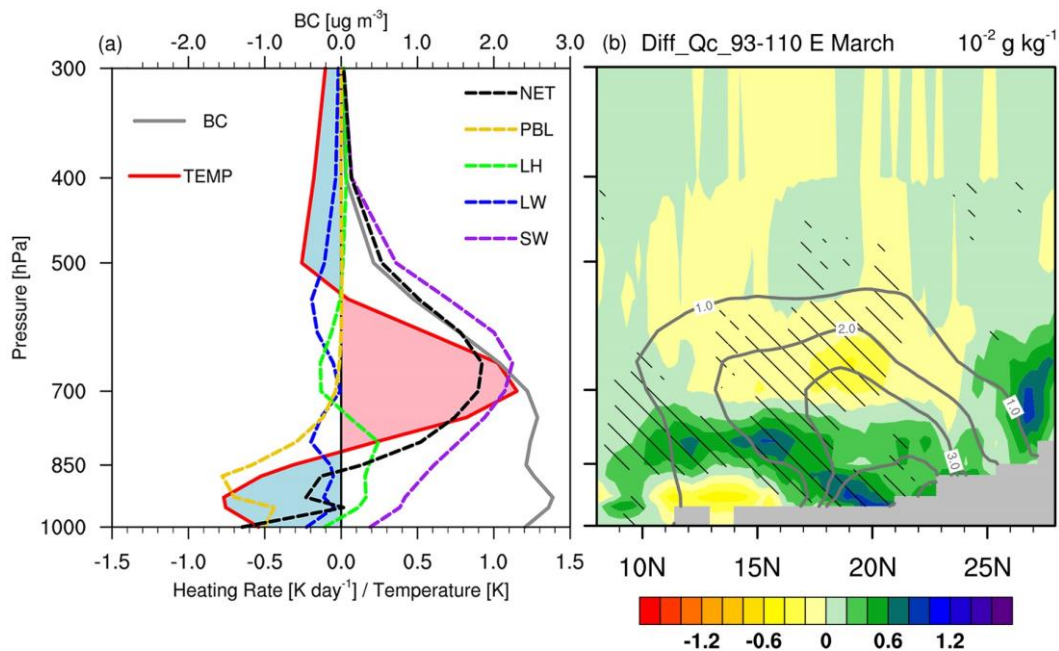 BC [ug m-3]
(a) -2.0 -1.0 0.0 1.0 2.0 3.0
300
400
500
700
850
1000
Pressure [hPa]
BC
TEMP
NET
PBL
LH
LW
SW
-1.5 -1.0 -0.5 0.0 0.5 1.0 1.5
Heating Rate [K day-1] / Temperature [K]
(b) Diff_Qc_93-110 E March 10-2 g kg-1
1.0
2.0
1.0
3.0
10N 15N 20N 25N
-1.2 -0.6 0 0.6 1.2